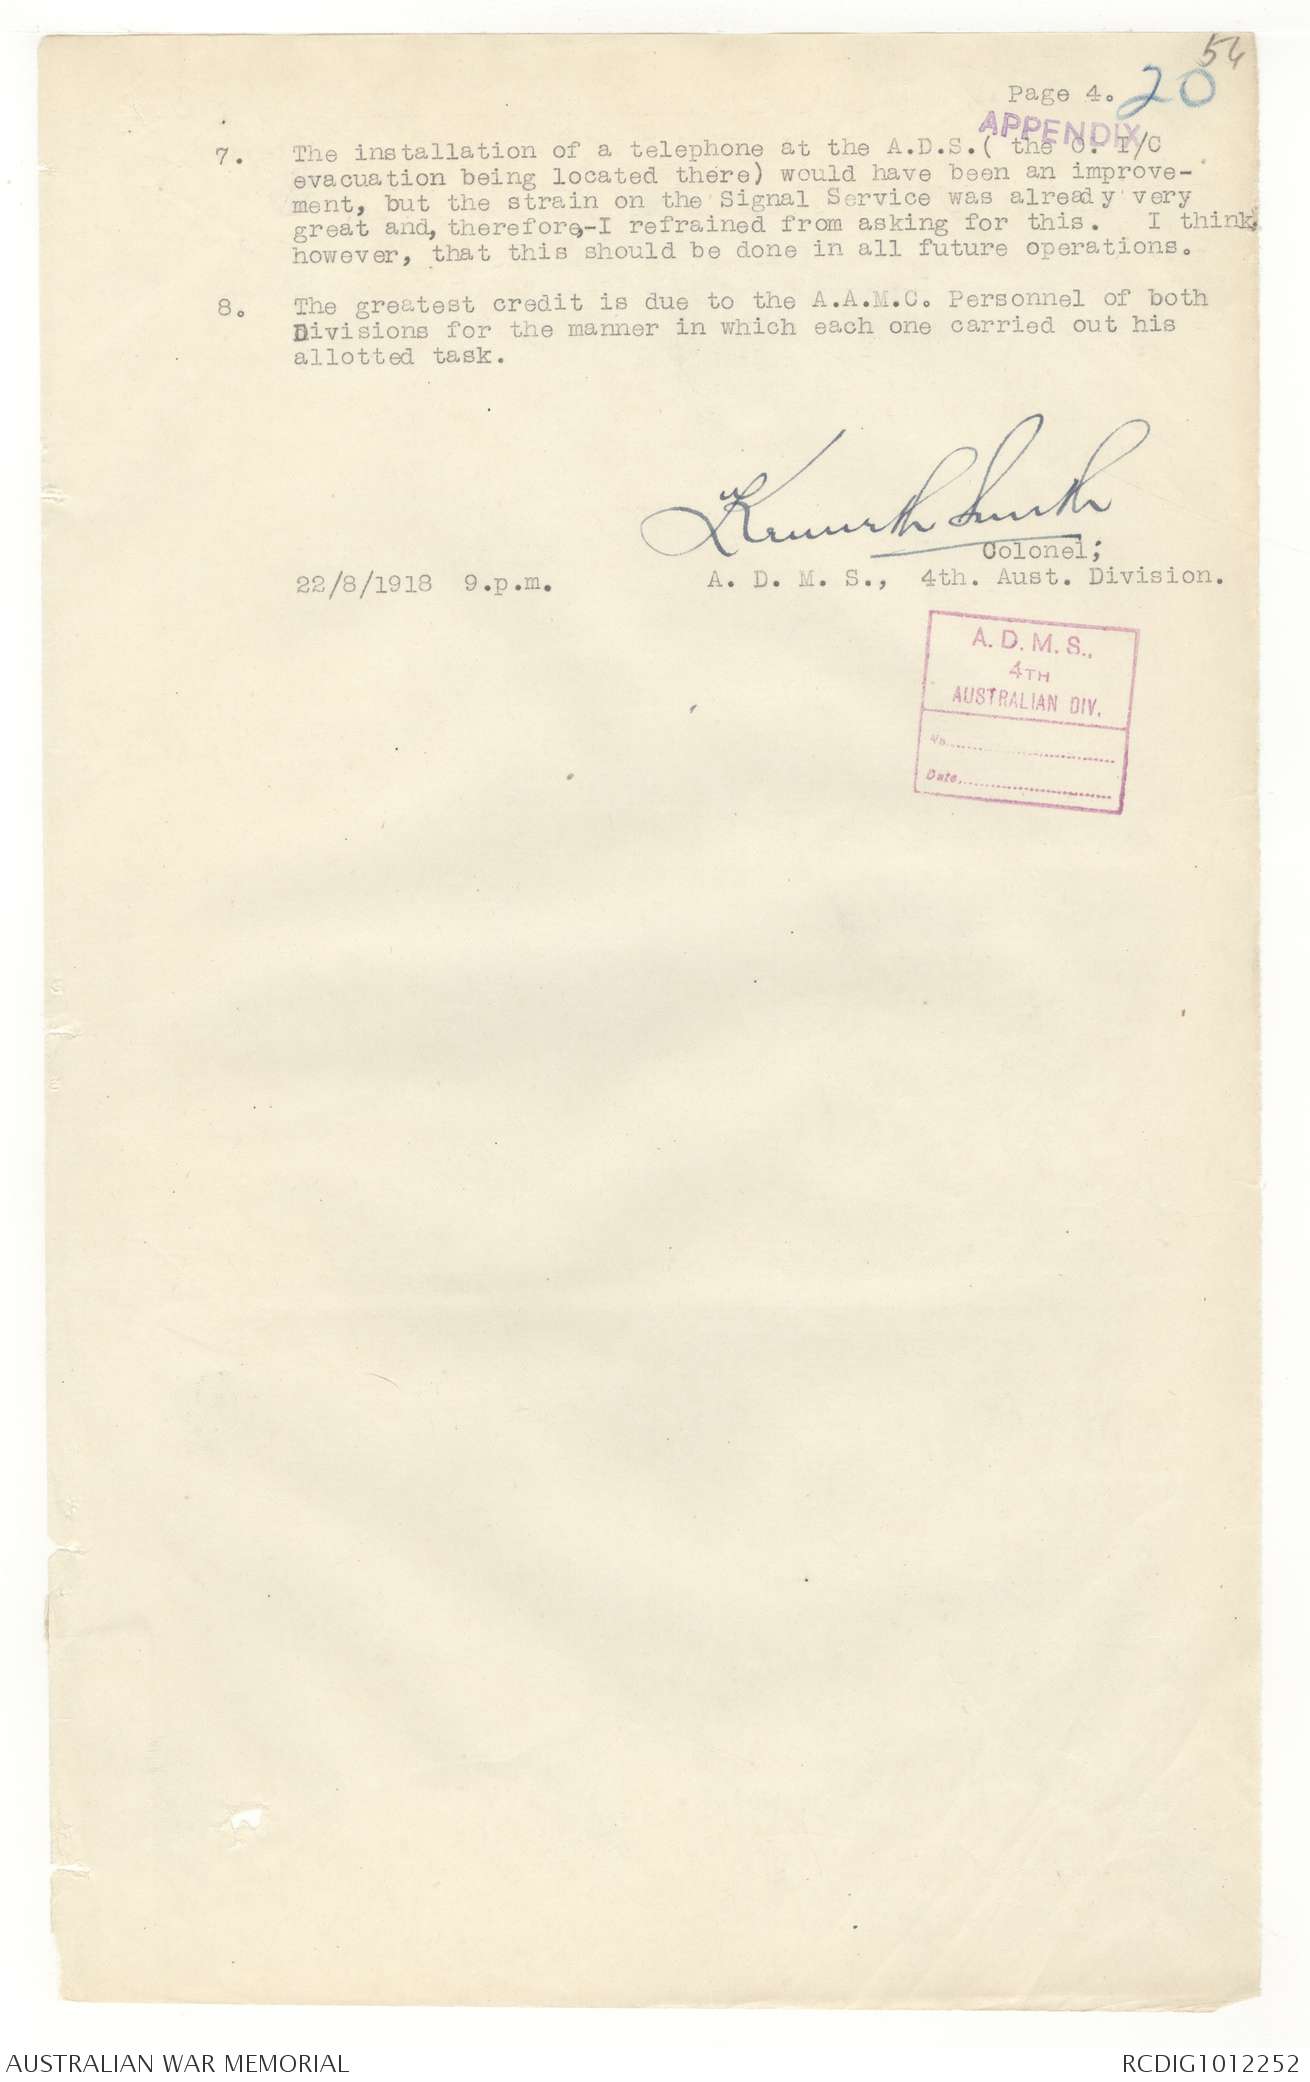 54
Page 4. 20
APPENDIX
7. The installation of a telephone at the A.D.S.( the O. I/C
evacuation being located there) would have been an improve-
ment, but the strain on the Signal Service was already very
great and, therefore,-I refrained from asking for this. I think,
however, that this should be done in all future operations.
8. The greatest credit is due to the A.A.M.C. Personnel of both
Divisions for the manner in which each one carried out his
allotted task.
Kenneth Smith
Colonel;
22/8/1918 9.p.m. A. D. M. S., 4th. Aust. Division.
A. D. M. S.,
4TH
AUSTRALIAN DIV.
No.
Date
AUSTRALIAN WAR MEMORIAL RCDIG1012252